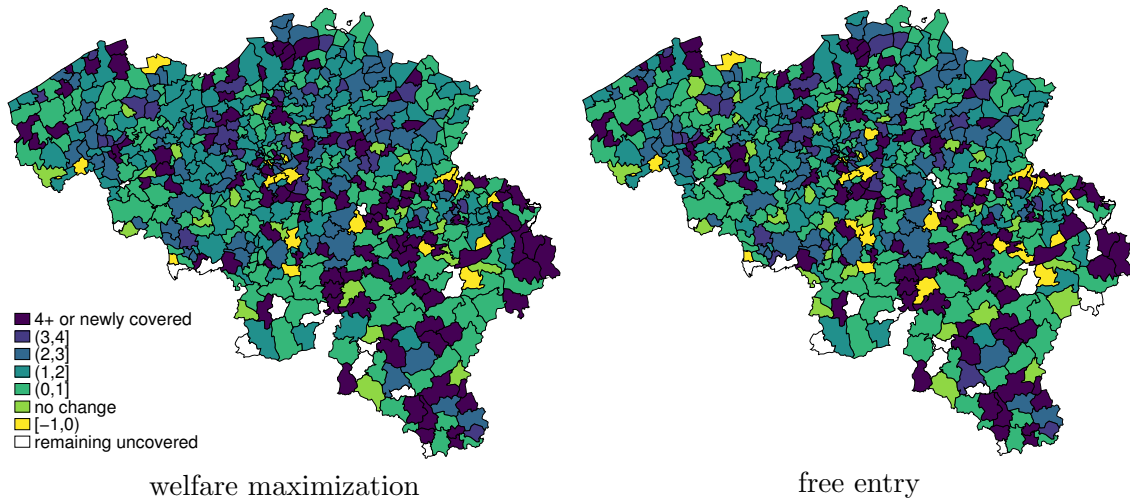 4+ or newly covered
(3,4]
(2,3]
(1,2]
(0,1]
no change
[−1,0)
remaining uncovered
welfare maximization
free entry